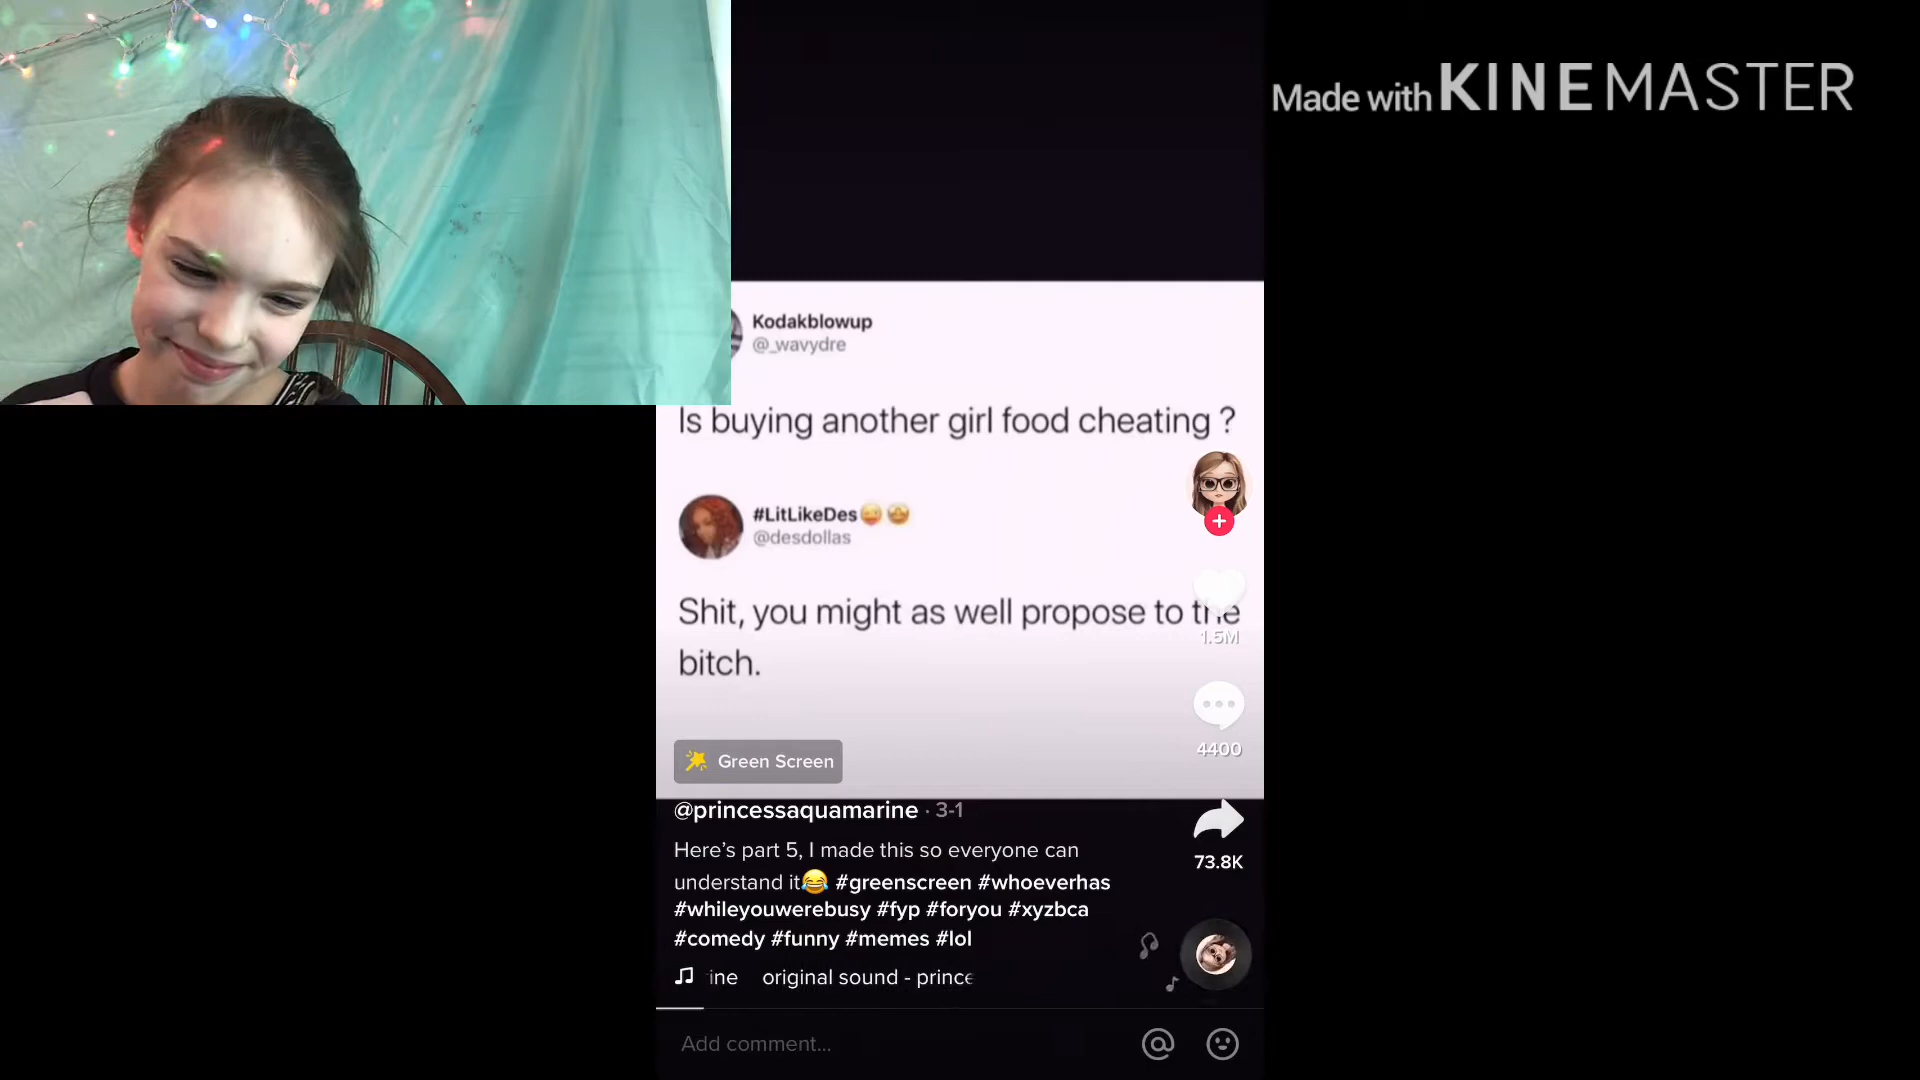 Made with KINEMASTER
Kodakblowup
@_wavydre
Is buying another girl food cheating ?
#LitLikeDes😜🤩
@desdollas
Shit, you might as well propose to the
bitch.
1.5M
4400
Green Screen
@princessaquamarine · 3-1
73.8K
Here's part 5, I made this so everyone can
understand it😂 #greenscreen #whoeverhas
#whileyouwerebusy #fyp #foryou #xyzbca
#comedy #funny #memes #lol
ine original sound - prince
Add comment...